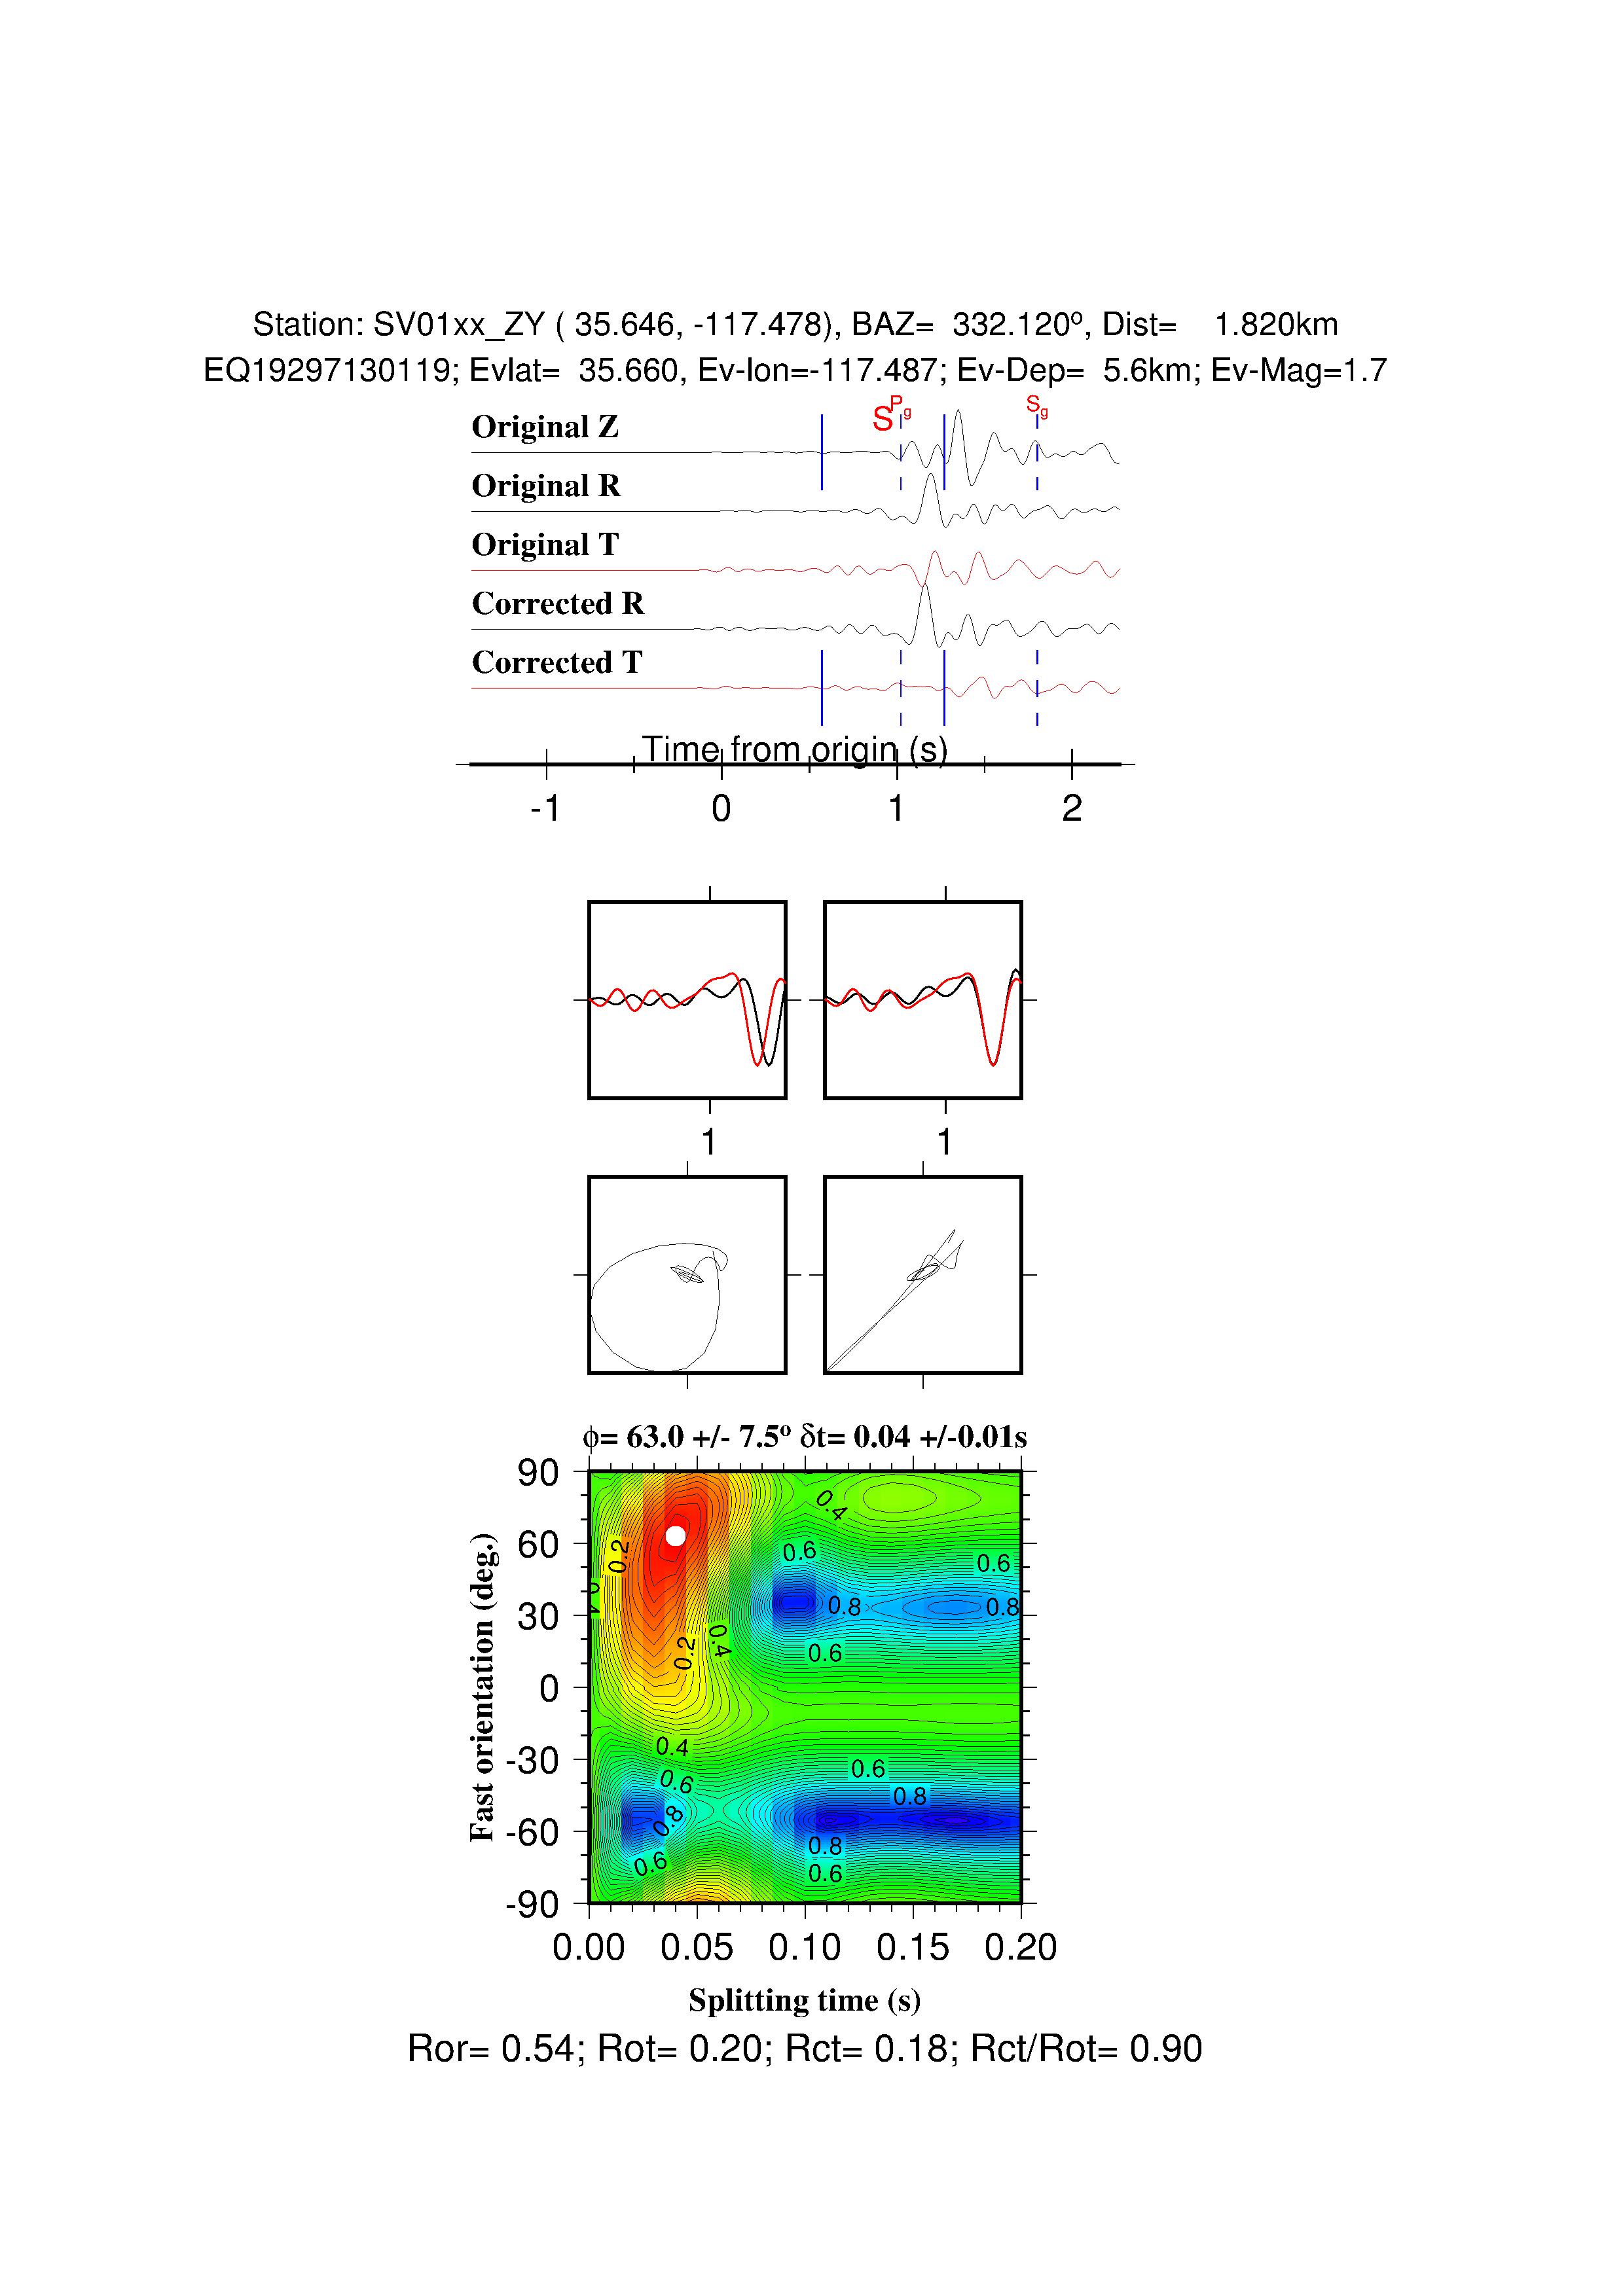 Station: SV01xx_ZY ( 35.646, -117.478), BAZ= 332.120º, Dist= 1.820km
EQ19297130119; Evlat= 35.660, Ev-lon=-117.487; Ev-Dep= 5.6km; Ev-Mag=1.7
S Pg Sg
Original Z
Original R
Original T
Corrected R
Corrected T
Time from origin (s)
-1 0 1 2
1 1
ϕ= 63.0 +/- 7.5º δt= 0.04 +/-0.01s
Fast orientation (deg.)
90
60
30
0
-30
-60
-90
0.4
0.2
0.6
0.6
0.4
0.8
0.8
0.2
0.4
0.6
0.4
0.6
0.6
0.8
0.8
0.8
0.6
0.6
0.00 0.05 0.10 0.15 0.20
Splitting time (s)
Ror= 0.54; Rot= 0.20; Rct= 0.18; Rct/Rot= 0.90